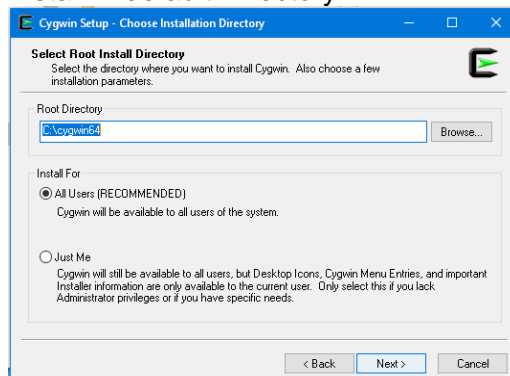 Cygwin Setup - Choose Installation Directory
Select Root Install Directory
Select the directory where you want to install Cygwin. Also choose a few
installation parameters.
Root Directory
C:\cygwin64
Browse...
Install For
All Users (RECOMMENDED)
Cygwin will be available to all users of the system.
Just Me
Cygwin will still be available to all users, but Desktop Icons, Cygwin Menu Entries, and important
Installer information are only available to the current user. Only select this if you lack
Administrator privileges or if you have specific needs.
< Back
Next >
Cancel